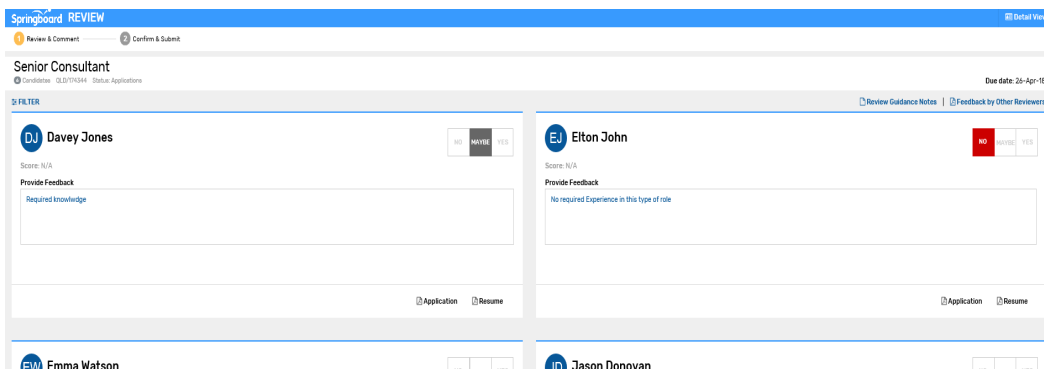 Springboard REVIEW
Detail View
1 Review & Comment
2 Confirm & Submit
Senior Consultant
Candidates QLD/174344 Status: Applications
Due date: 26-Apr-18
FILTER
Review Guidance Notes | Feedback by Other Reviewers
DJ Davey Jones
NO MAYBE YES
Score: N/A
Provide Feedback
Required knowlwdge
Application Resume
EJ Elton John
NO MAYBE YES
Score: N/A
Provide Feedback
No required Experience in this type of role
Application Resume
EW Emma Watson
JD Jason Donovan